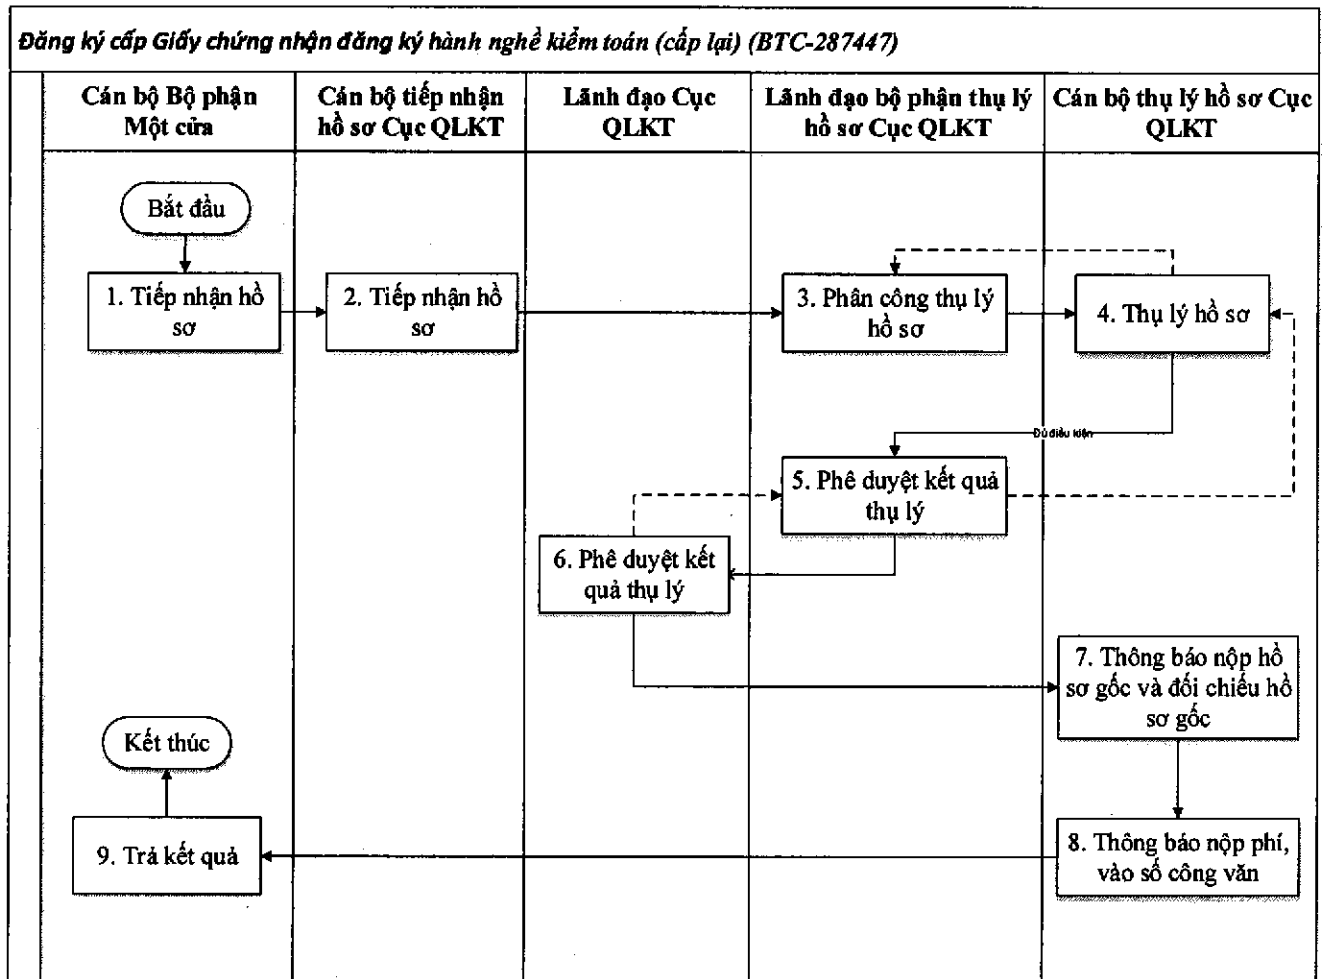 Đăng ký cấp Giấy chứng nhận đăng ký hành nghề kiểm toán (cấp lại) (BTC-287447)
Cán bộ Bộ phận
Một cửa
Cán bộ tiếp nhận
hồ sơ Cục QLKT
Lãnh đạo Cục
QLKT
Lãnh đạo bộ phận thụ lý
hồ sơ Cục QLKT
Cán bộ thụ lý hồ sơ Cục
QLKT
Bắt đầu
1. Tiếp nhận hồ
sơ
2. Tiếp nhận hồ
sơ
3. Phân công thụ lý
hồ sơ
4. Thụ lý hồ sơ
Đủ điều kiện
5. Phê duyệt kết quả
thụ lý
6. Phê duyệt kết
quả thụ lý
7. Thông báo nộp hồ
sơ gốc và đối chiếu hồ
sơ gốc
Kết thúc
8. Thông báo nộp phí,
vào số công văn
9. Trả kết quả